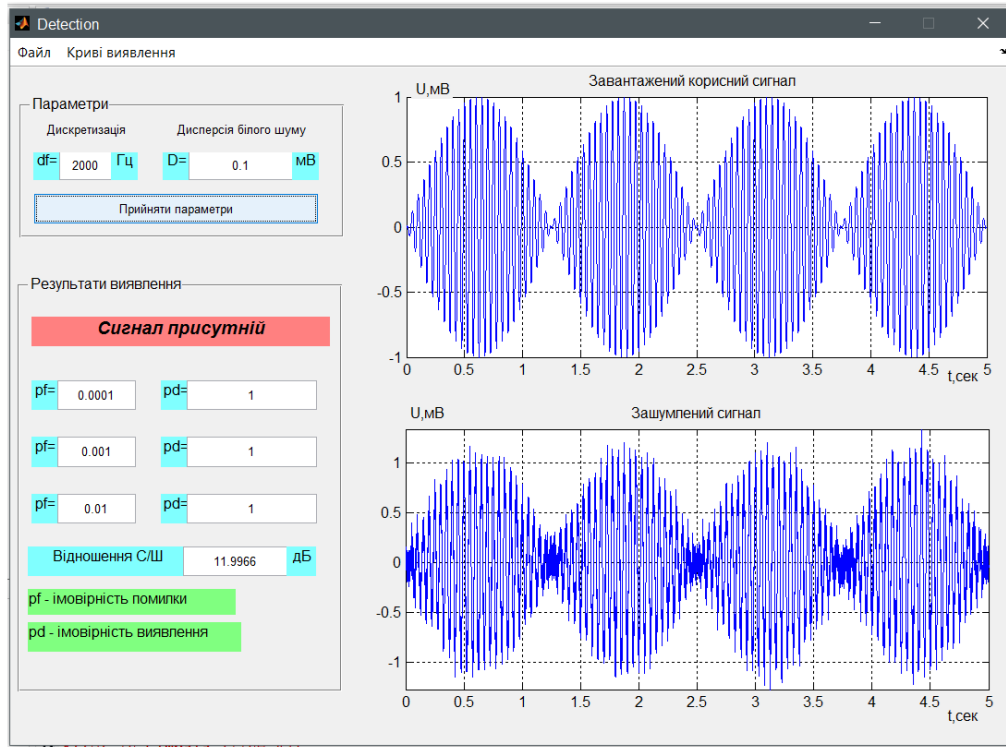 Detection
Файл Криві виявлення
Параметри
Дискретизація Дисперсія білого шуму
df= 2000 Гц D= 0.1 мВ
Прийняти параметри
Результати виявлення
Сигнал присутній
pf= 0.0001 pd= 1
pf= 0.001 pd= 1
pf= 0.01 pd= 1
Відношення С/Ш 11.9966 дБ
pf - імовірність помилки
pd - імовірність виявлення
Завантажений корисний сигнал
U,мВ
1
0.5
0
-0.5
-1
0 0.5 1 1.5 2 2.5 3 3.5 4 4.5 5
t,сек
U,мВ Зашумлений сигнал
1
0.5
0
-0.5
-1
0 0.5 1 1.5 2 2.5 3 3.5 4 4.5 5
t,сек